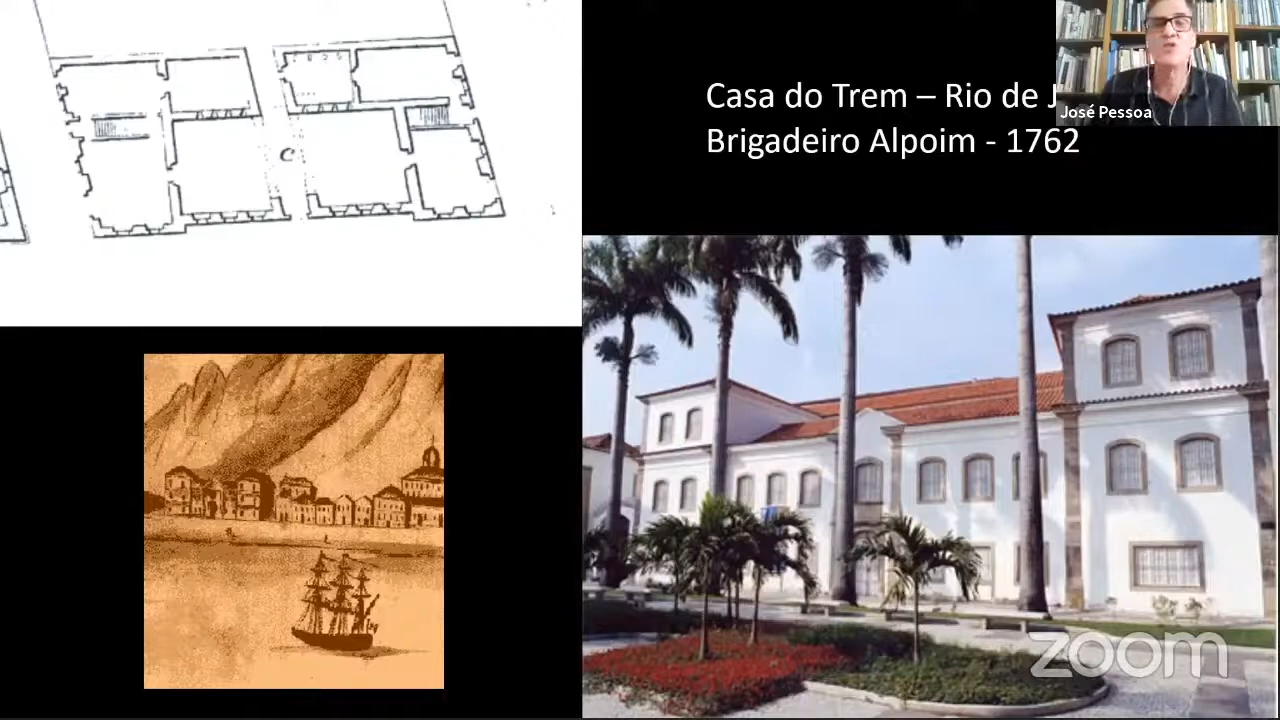 Casa do Trem – Rio de J
Brigadeiro Alpoim - 1762
José Pessoa
C
zoom